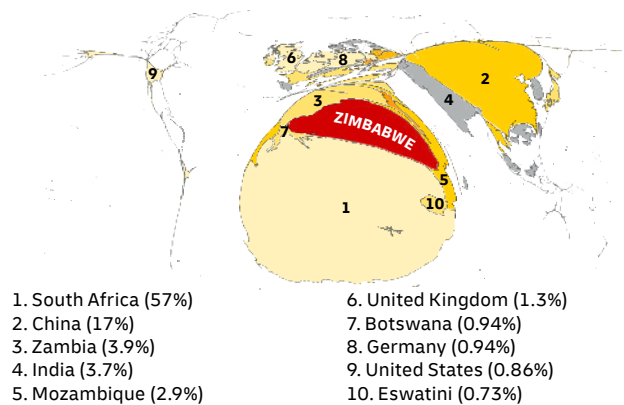 9
6
8
2
3
4
ZIMBABWE
7
5
10
1
1. South Africa (57%)
2. China (17%)
3. Zambia (3.9%)
4. India (3.7%)
5. Mozambique (2.9%)
6. United Kingdom (1.3%)
7. Botswana (0.94%)
8. Germany (0.94%)
9. United States (0.86%)
10. Eswatini (0.73%)